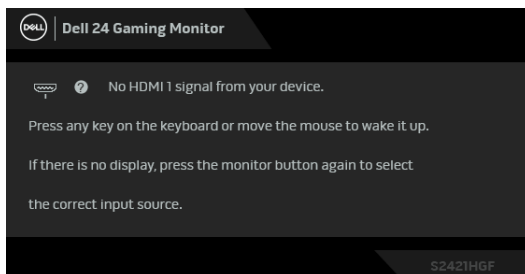 DELL
Dell 24 Gaming Monitor
? No HDMI 1 signal from your device.
Press any key on the keyboard or move the mouse to wake it up.
If there is no display, press the monitor button again to select
the correct input source.
S2421HGF